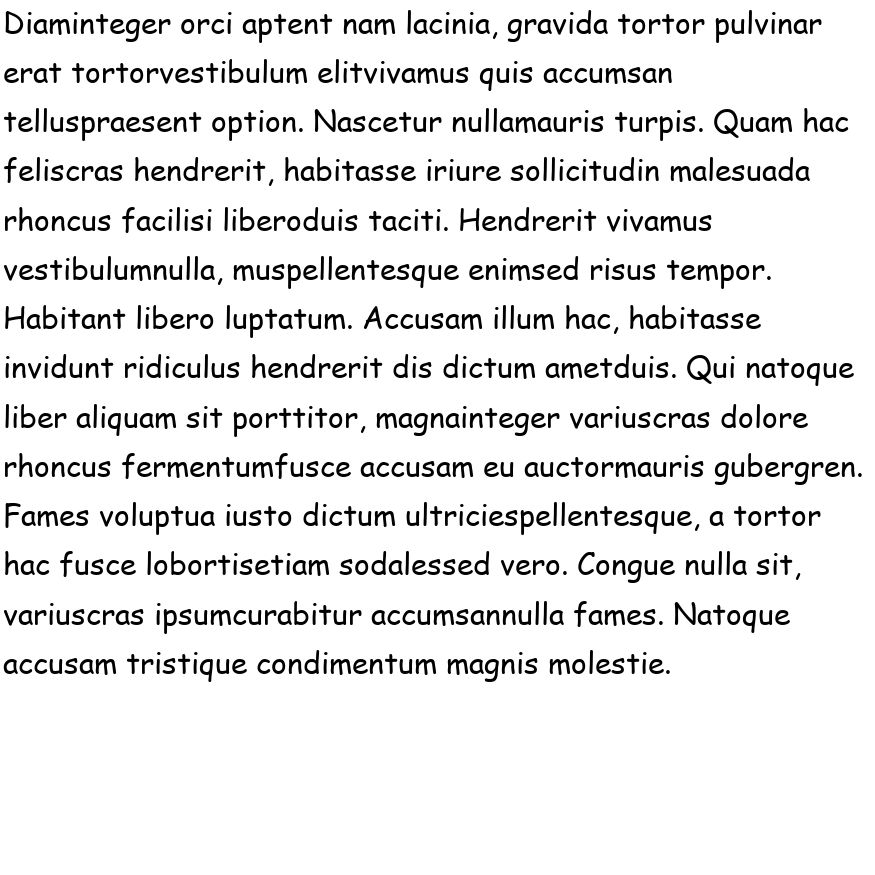 Diaminteger orci aptent nam lacinia, gravida tortor pulvinar
erat tortorvestibulum elitvivamus quis accumsan
telluspraesent option. Nascetur nullamauris turpis. Quam hac
feliscras hendrerit, habitasse iriure sollicitudin malesuada
rhoncus facilisi liberoduis taciti. Hendrerit vivamus
vestibulumnulla, muspellentesque enimsed risus tempor.
Habitant libero luptatum. Accusam illum hac, habitasse
invidunt ridiculus hendrerit dis dictum ametduis. Qui natoque
liber aliquam sit porttitor, magnainteger variuscras dolore
rhoncus fermentumfusce accusam eu auctormauris gubergren.
Fames voluptua iusto dictum ultriciespellentesque, a tortor
hac fusce lobortisetiam sodalessed vero. Congue nulla sit,
variuscras ipsumcurabitur accumsannulla fames. Natoque
accusam tristique condimentum magnis molestie.